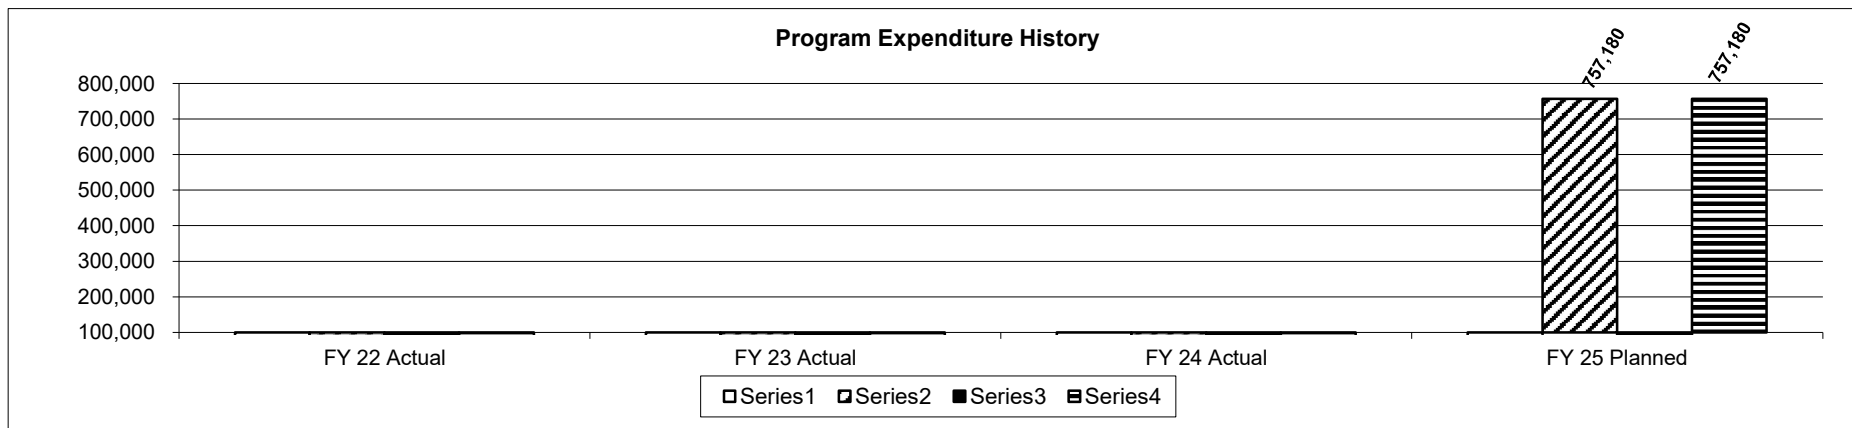 Program Expenditure History
757,180
757,180
800,000
700,000
600,000
500,000
400,000
300,000
200,000
100,000
FY 22 Actual
FY 23 Actual
FY 24 Actual
FY 25 Planned
Series1
Series2
Series3
Series4